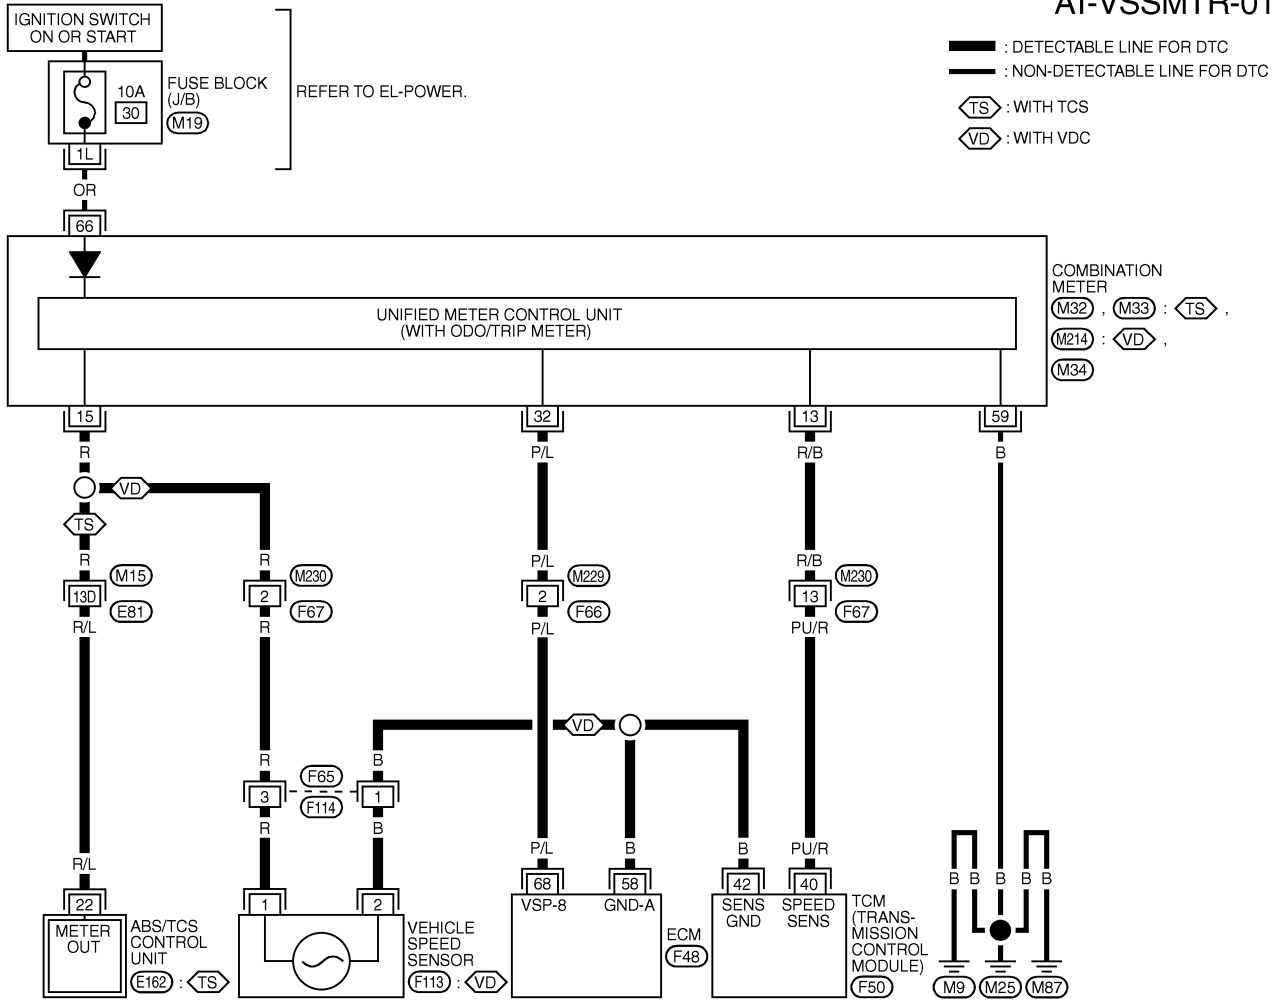 AT-VSSMTR-01
IGNITION SWITCH
ON OR START
FUSE BLOCK
(J/B)
M19
10A
30
REFER TO EL-POWER.
1L
OR
66
: DETECTABLE LINE FOR DTC
: NON-DETECTABLE LINE FOR DTC
TS : WITH TCS
VD : WITH VDC
UNIFIED METER CONTROL UNIT
(WITH ODO/TRIP METER)
COMBINATION
METER
M32 , M33 : TS ,
M214 : VD ,
M34
15 32 13 59
R P/L R/B B
VD
TS
R R P/L R/B
M15 M230 M229 M230
13D 2 2 13
E81 F67 F66 F67
R/L R P/L PU/R
VD
R B
F65
3 1
F114
R B
R/L P/L B B PU/R
B B B B B
22 1 2 68 58 42 40
METER
OUT
ABS/TCS
CONTROL
UNIT
E162 : TS
VEHICLE
SPEED
SENSOR
F113 : VD
VSP-8 GND-A
ECM
F48
SENS
GND
SPEED
SENS
TCM
(TRANS-
MISSION
CONTROL
MODULE)
F50
M9 M25 M87